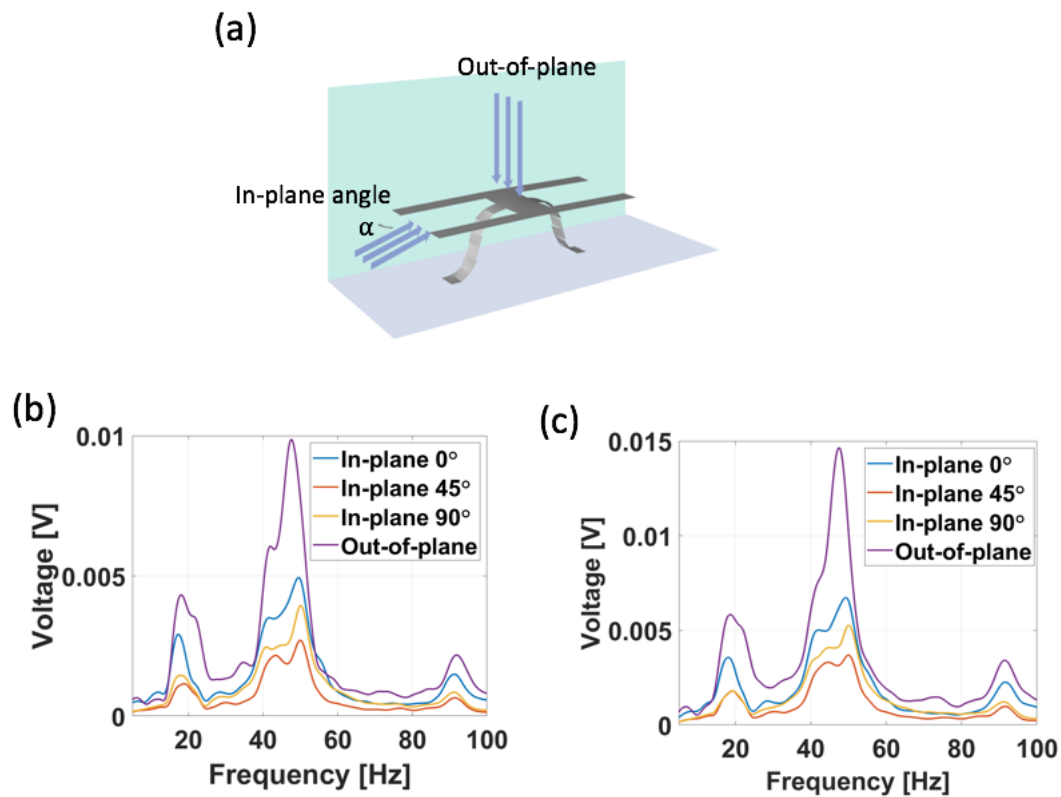 (a)
Out-of-plane
In-plane angle
α
(b)
0.01
0.005
0
Voltage [V]
In-plane 0°
In-plane 45°
In-plane 90°
Out-of-plane
20
40
60
80
100
Frequency [Hz]
(c)
0.015
0.01
0.005
0
Voltage [V]
In-plane 0°
In-plane 45°
In-plane 90°
Out-of-plane
20
40
60
80
100
Frequency [Hz]